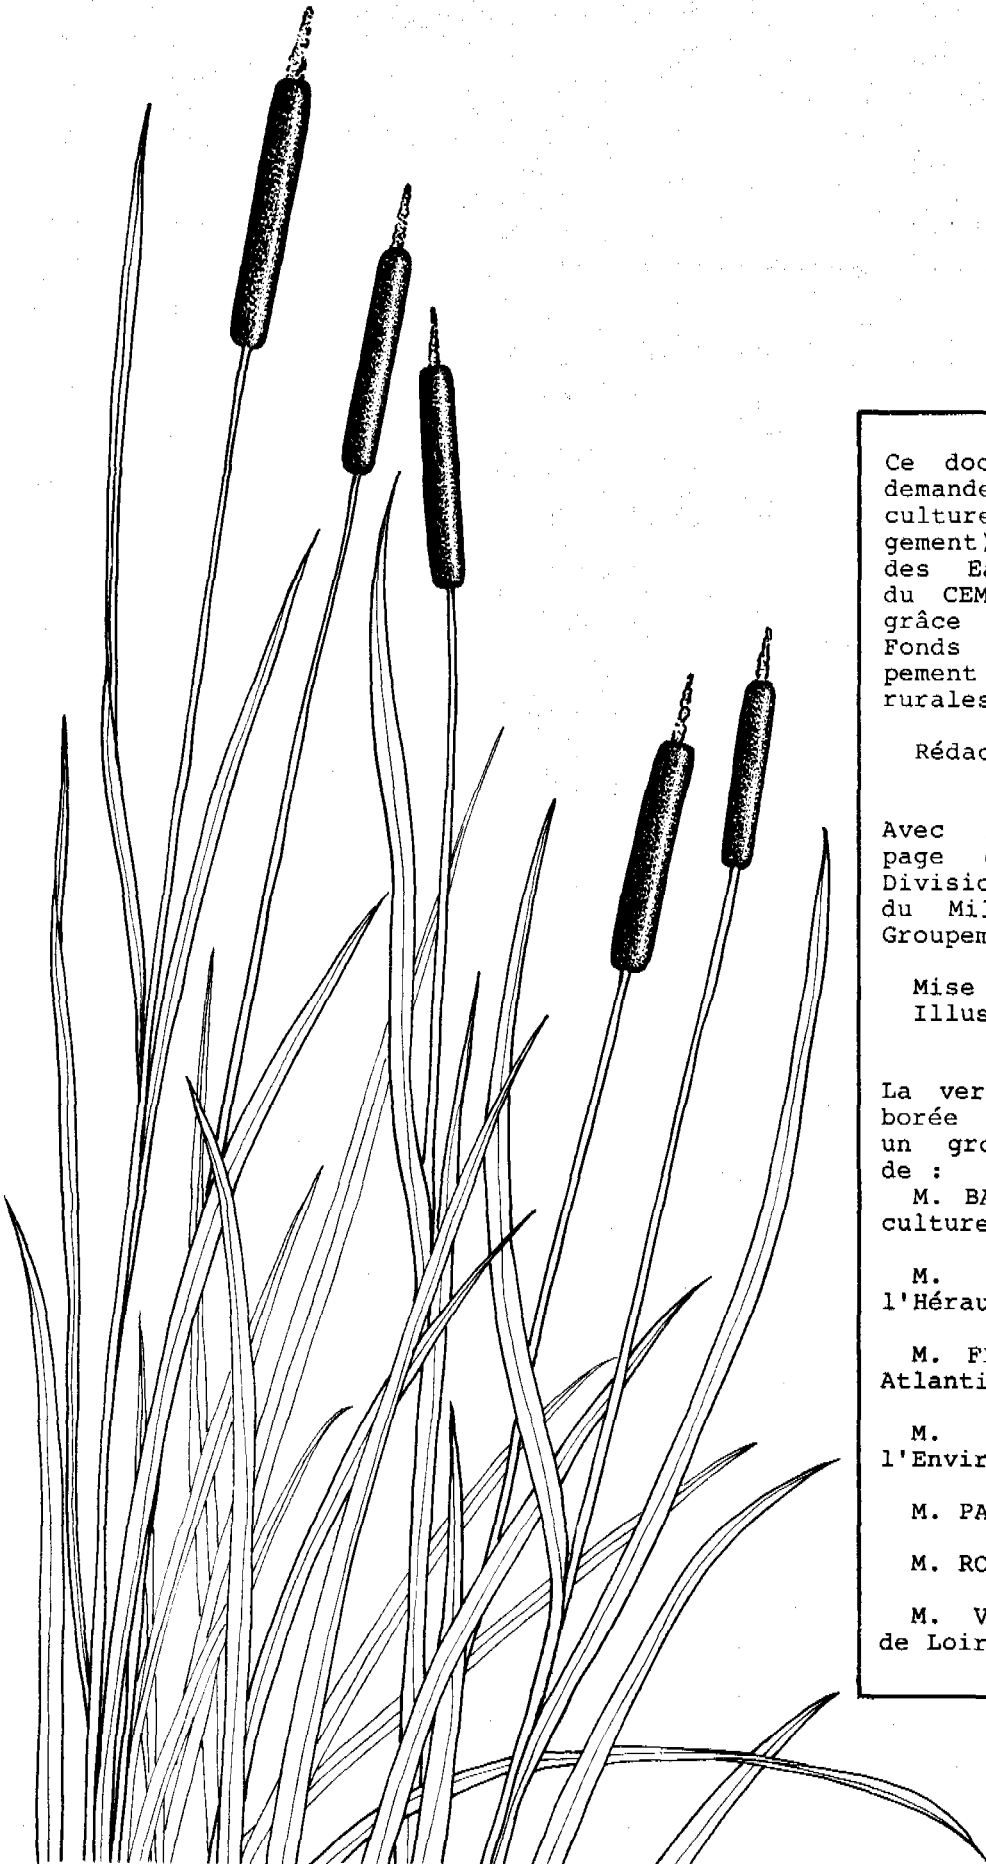 Ce doc
demande
culture
gement)
des Ea
du CEM
grâce
Fonds
pement
rurales
Rédac
Avec
page
Divisio
du Mil
Groupem
Mise
Illus
La ver
borée
un gro
de :
M. BA
culture
M.
l'Hérau
M. F
Atlanti
M.
l'Envir
M. PA
M. RO
M. V
de Loir